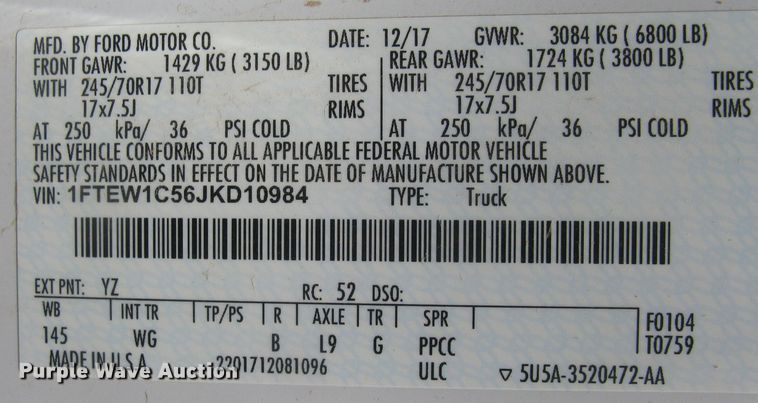 MFD. BY FORD MOTOR CO. DATE: 12/17 GVWR: 3084 KG ( 6800 LB)
FRONT GAWR: 1429 KG ( 3150 LB) REAR GAWR: 1724 KG ( 3800 LB)
WITH 245/70R17 110T TIRES WITH 245/70R17 110T TIRES
17x7.5J RIMS 17x7.5J RIMS
AT 250 kPa/ 36 PSI COLD AT 250 kPa/ 36 PSI COLD
THIS VEHICLE CONFORMS TO ALL APPLICABLE FEDERAL MOTOR VEHICLE
SAFETY STANDARDS IN EFFECT ON THE DATE OF MANUFACTURE SHOWN ABOVE.
VIN: 1FTEW1C56JKD10984 TYPE: Truck
EXT PNT: YZ RC: 52 DSO:
WB INT TR TP/PS R AXLE TR SPR F0104
145 WG B L9 G PPCC T0759
MADE IN U.S.A. 2201712081096 ULC ▽ 5U5A-3520472-AA
Purple Wave Auction